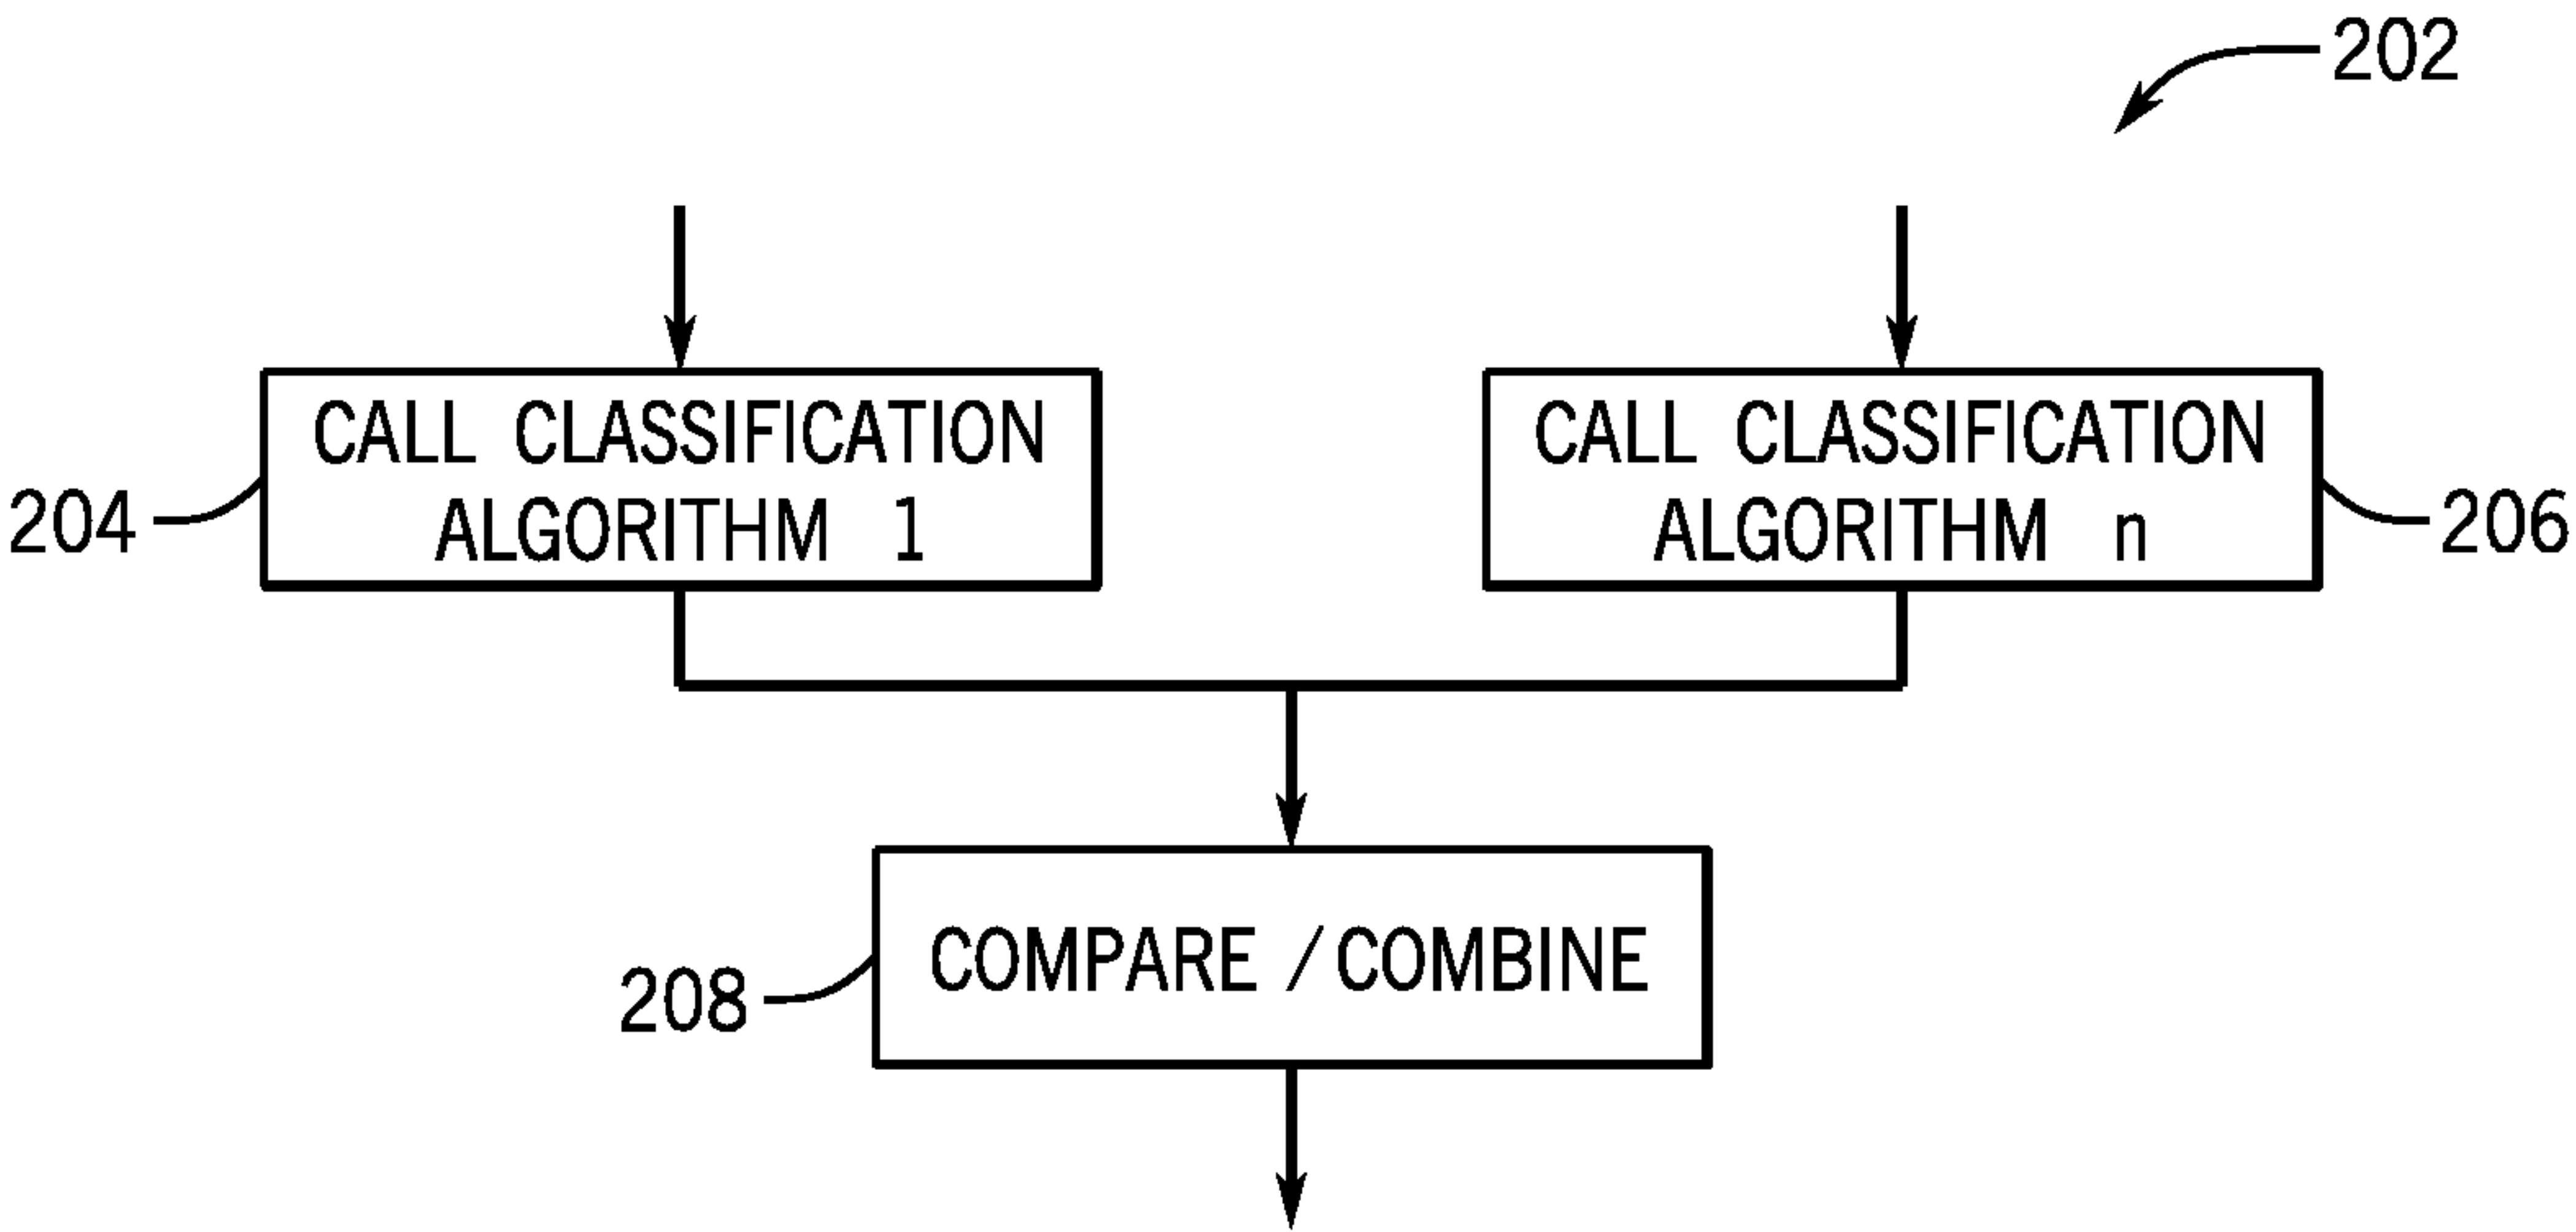 202
CALL CLASSIFICATION
ALGORITHM 1
204
CALL CLASSIFICATION
ALGORITHM n
206
COMPARE /COMBINE
208